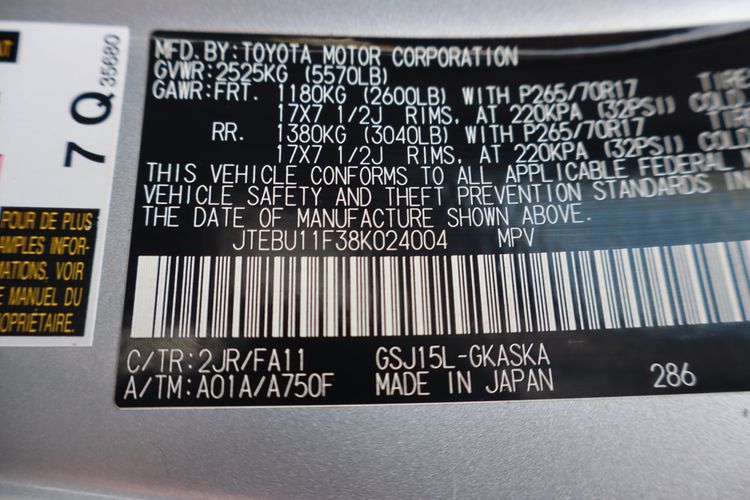 7 Q 35680
POUR DE PLUS
AMPLES INFOR-
MATIONS, VOIR
MANUEL DU
PROPRIÉTAIRE.
MFD. BY: TOYOTA MOTOR CORPORATION
GVWR: 2525KG (5570LB)
GAWR: FRT. 1180KG (2600LB) WITH P265/70R17 TIRES
17X7 1/2J RIMS, AT 220KPA (32PSI) COLD
RR. 1380KG (3040LB) WITH P265/70R17 TIRE
17X7 1/2J RIMS, AT 220KPA (32PSI) COLD
THIS VEHICLE CONFORMS TO ALL APPLICABLE FEDERAL
VEHICLE SAFETY AND THEFT PREVENTION STANDARDS IN
THE DATE OF MANUFACTURE SHOWN ABOVE.
JTEBU11F38K024004 MPV
C/TR: 2JR/FA11 GSJ15L-GKASKA
A/TM: A01A/A750F MADE IN JAPAN 286